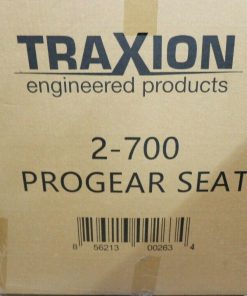 TRAXION
engineered products
2-700
PROGEAR SEAT
8 56213 00263 4